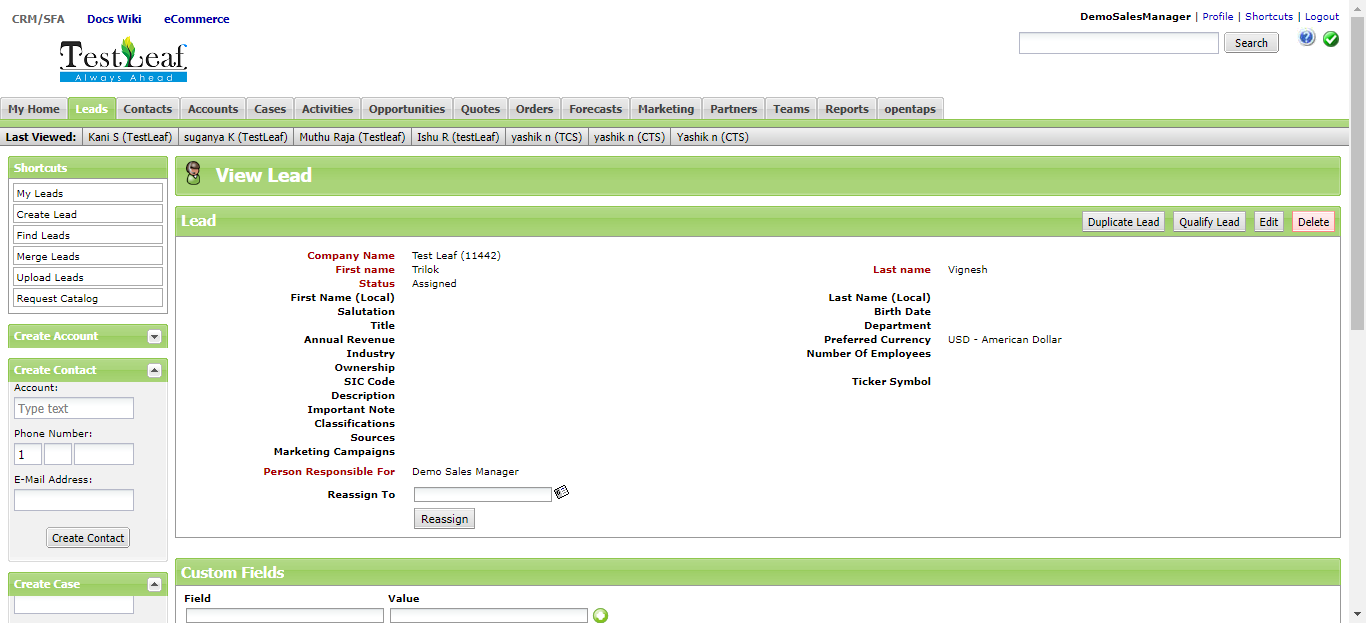 CRM/SFA Docs Wiki eCommerce
DemoSalesManager | Profile | Shortcuts | Logout
TestLeaf
Always Ahead
Search
My Home Leads Contacts Accounts Cases Activities Opportunities Quotes Orders Forecasts Marketing Partners Teams Reports opentaps
Last Viewed: Kani S (TestLeaf) suganya K (TestLeaf) Muthu Raja (Testleaf) Ishu R (testLeaf) yashik n (TCS) yashik n (CTS) Yashik n (CTS)
Shortcuts
My Leads
Create Lead
Find Leads
Merge Leads
Upload Leads
Request Catalog
Create Account
Create Contact
Account:
Type text
Phone Number:
1
E-Mail Address:
Create Contact
Create Case
View Lead
Lead Duplicate Lead Qualify Lead Edit Delete
Company Name Test Leaf (11442)
First name Trilok Last name Vignesh
Status Assigned
First Name (Local) Last Name (Local)
Salutation Birth Date
Title Department
Annual Revenue Preferred Currency USD - American Dollar
Industry Number Of Employees
Ownership
SIC Code Ticker Symbol
Description
Important Note
Classifications
Sources
Marketing Campaigns
Person Responsible For Demo Sales Manager
Reassign To
Reassign
Custom Fields
Field Value